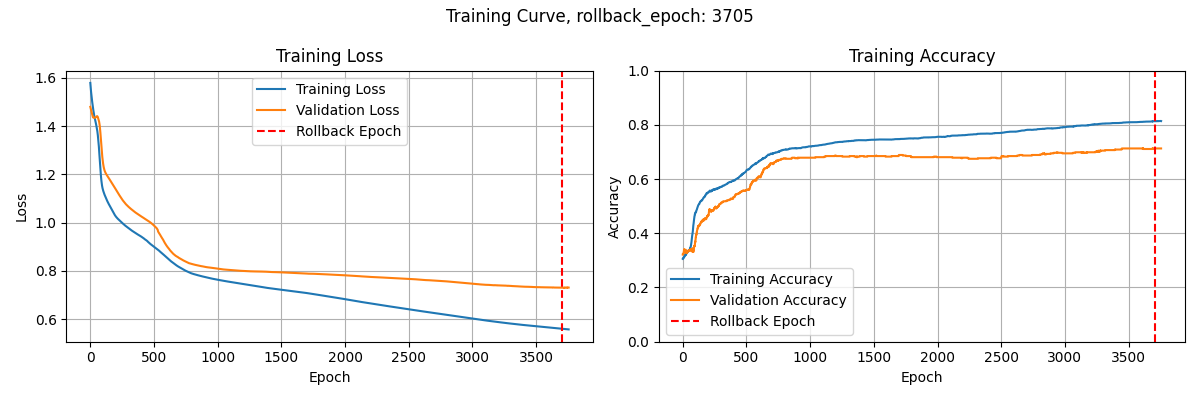 Training Curve, rollback_epoch: 3705
Training Loss
1.6
1.4
1.2
1.0
0.8
0.6
Loss
Training Loss
Validation Loss
Rollback Epoch
0 500 1000 1500 2000 2500 3000 3500
Epoch
Training Accuracy
1.0
0.8
0.6
0.4
0.2
0.0
Accuracy
Training Accuracy
Validation Accuracy
Rollback Epoch
0 500 1000 1500 2000 2500 3000 3500
Epoch